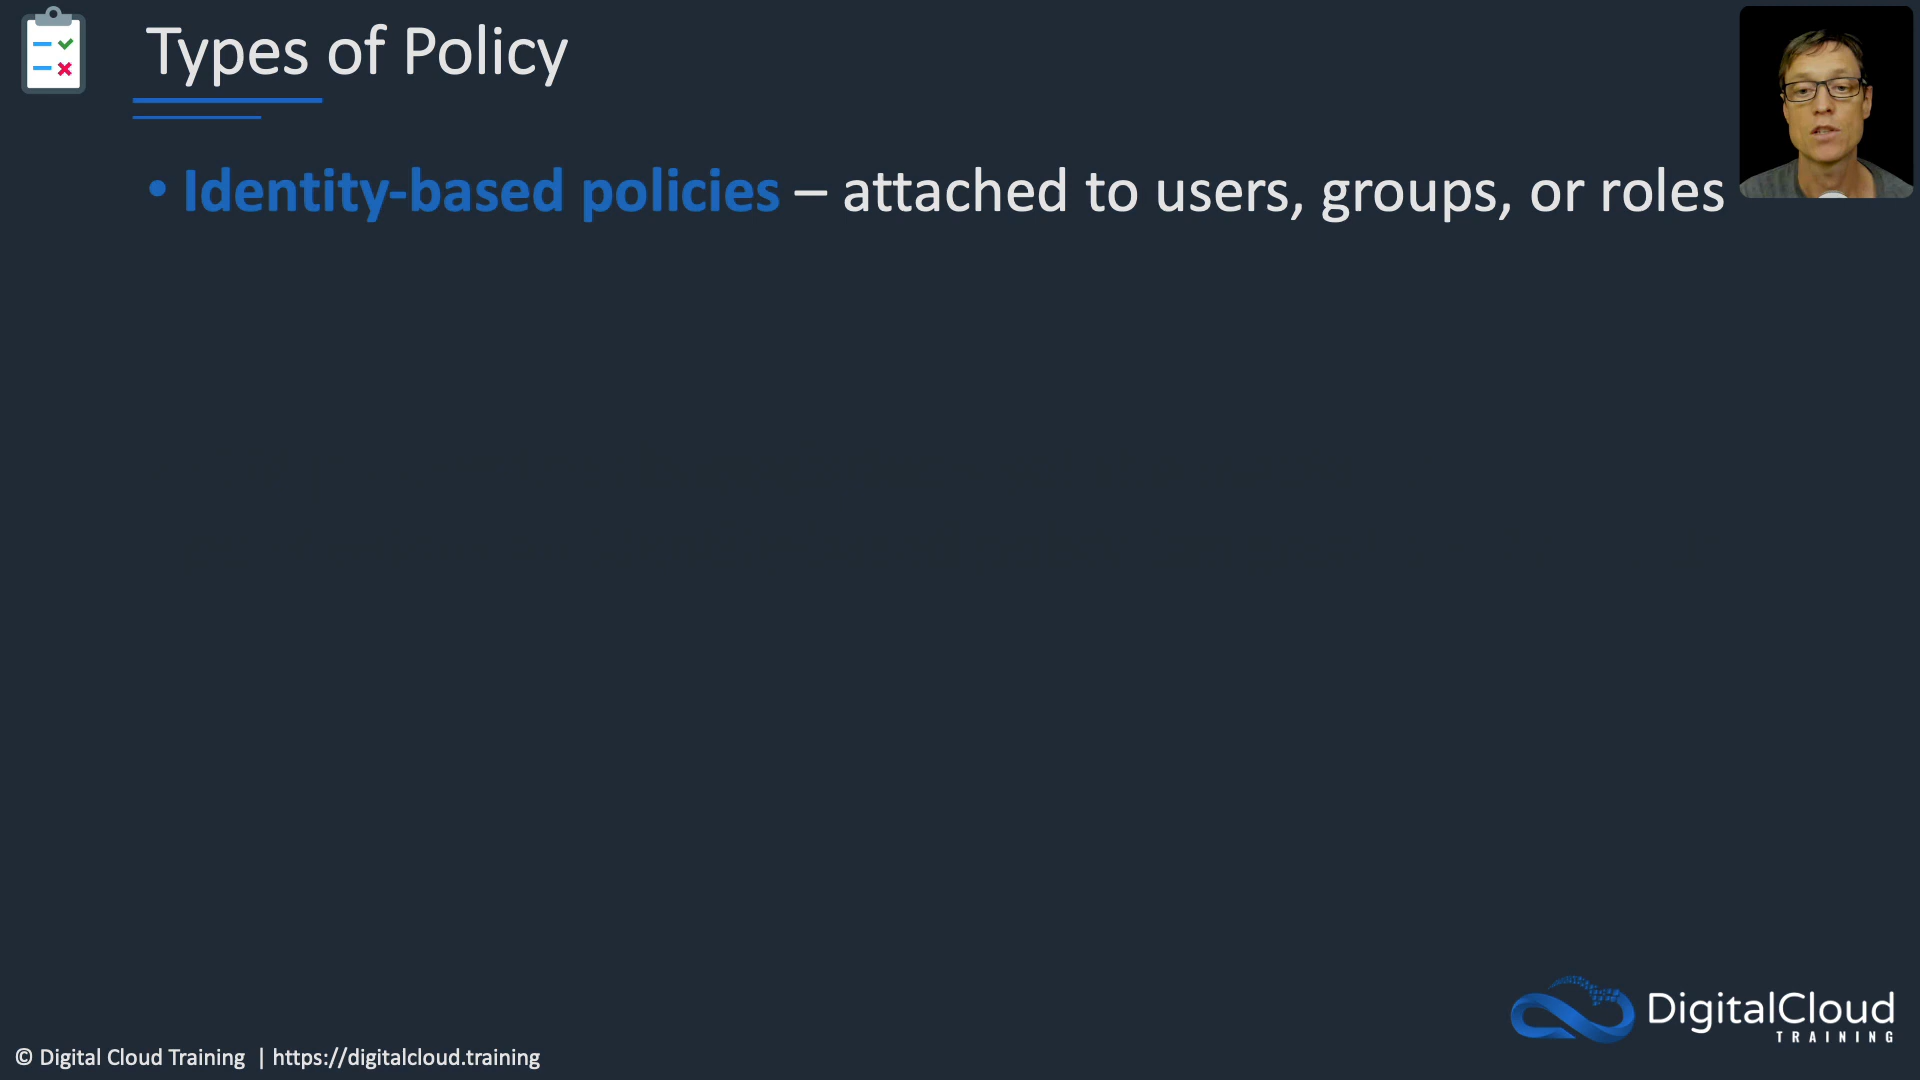 Types of Policy
• Identity-based policies – attached to users, groups, or roles
DigitalCloud
TRAINING
© Digital Cloud Training | https://digitalcloud.training